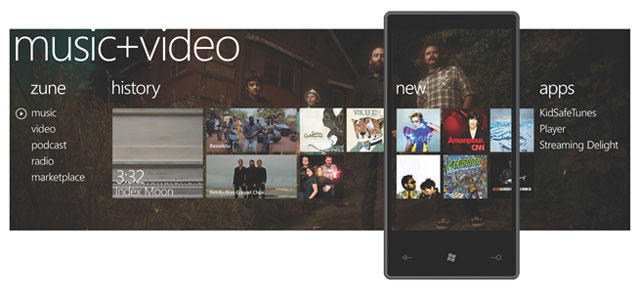 music+video
zune
history
new
apps
music
video
podcast
radio
marketplace
3:32
Index Moon
Bassekou
Retribution Gospel Choir
Amanpour.
CNN
KidSafeTunes
Player
Streaming Delight